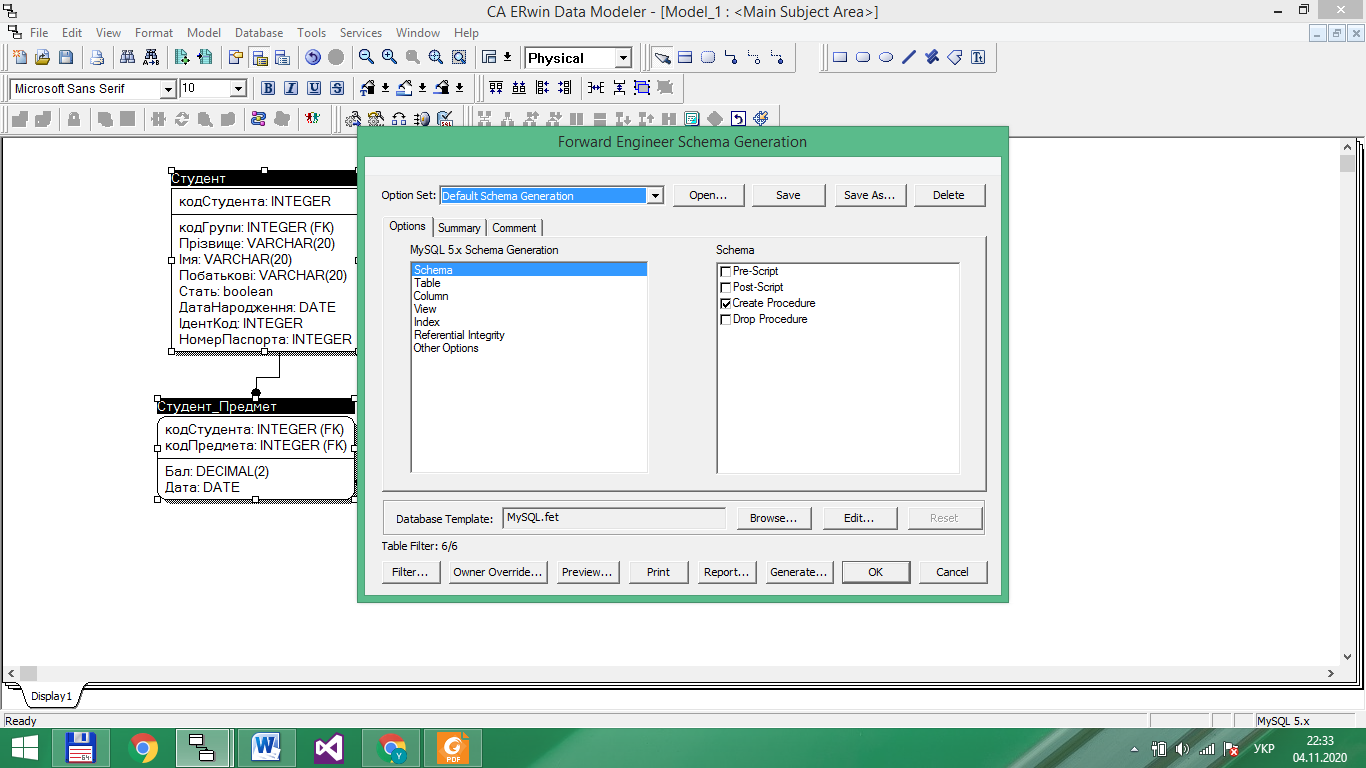 CA ERwin Data Modeler - [Model_1 : <Main Subject Area>]
File Edit View Format Model Database Tools Services Window Help
Physical
Microsoft Sans Serif 10 B I U S
Forward Engineer Schema Generation
Option Set: Default Schema Generation Open... Save Save As... Delete
Options Summary Comment
MySQL 5.x Schema Generation
Schema
Table
Column
View
Index
Referential Integrity
Other Options
Schema
Pre-Script
Post-Script
Create Procedure
Drop Procedure
Database Template: MySQL.fet Browse... Edit... Reset
Table Filter: 6/6
Filter... Owner Override... Preview... Print Report... Generate... OK Cancel
Студент
кодСтудента: INTEGER
кодГрупи: INTEGER (FK)
Прізвище: VARCHAR(20)
Імя: VARCHAR(20)
Побатькові: VARCHAR(20)
Стать: boolean
ДатаНародження: DATE
ІдентКод: INTEGER
НомерПаспорта: INTEGER
Студент_Предмет
кодСтудента: INTEGER (FK)
кодПредмета: INTEGER (FK)
Бал: DECIMAL(2)
Дата: DATE
Display1
Ready MySQL 5.x
64
W
Y
PDF
УКР
22:33
04.11.2020